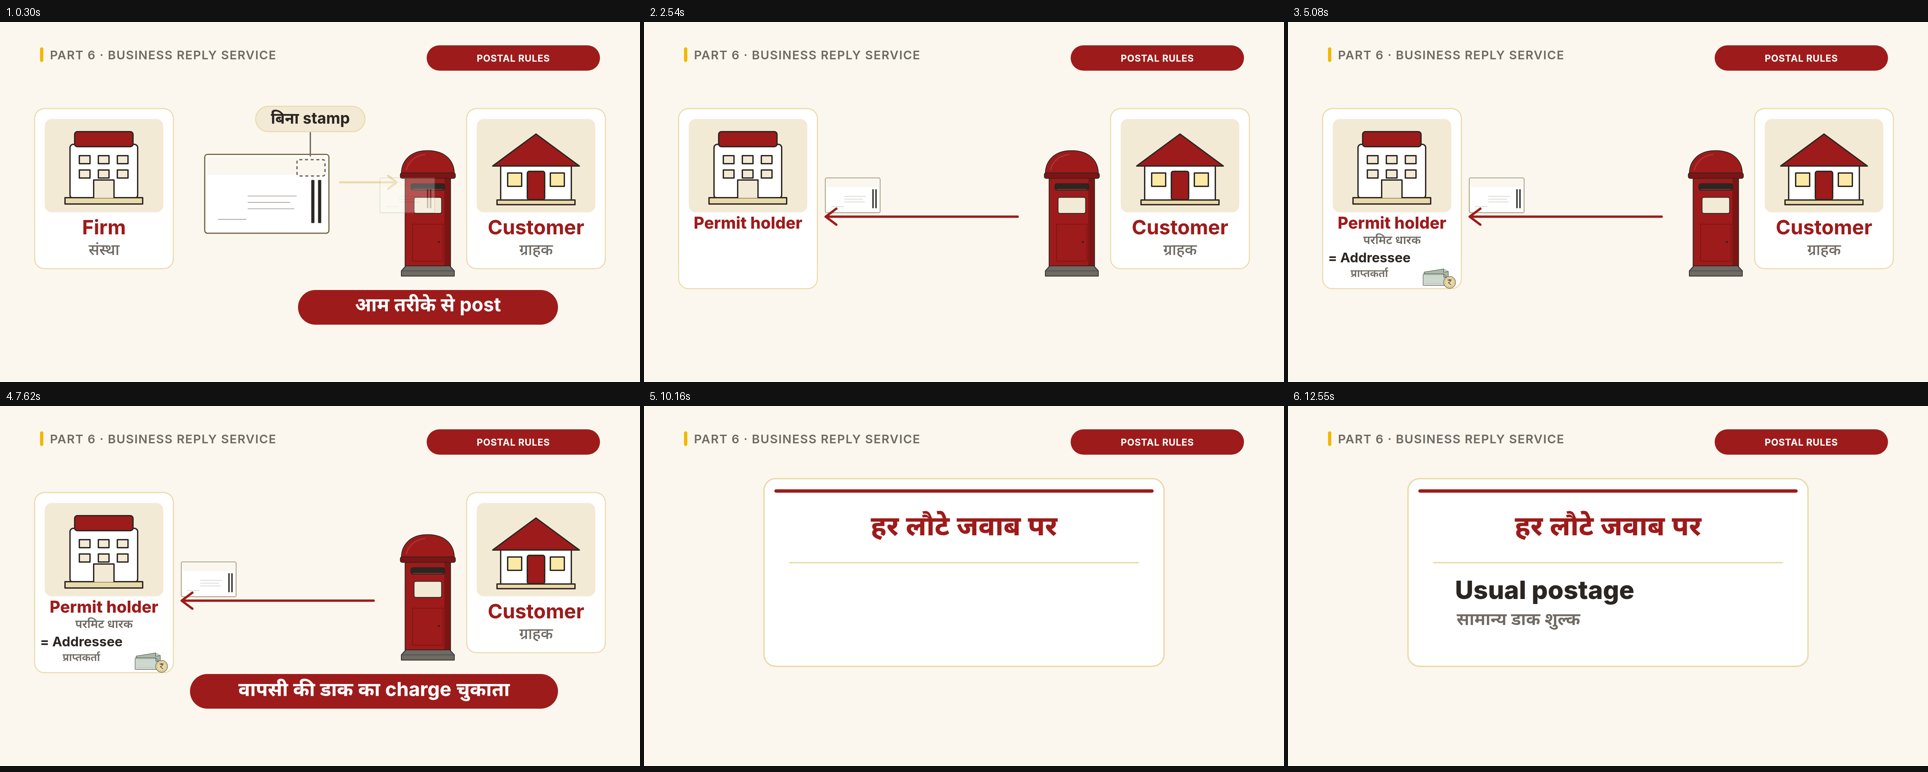 1. 0.30s
PART 6 · BUSINESS REPLY SERVICE
POSTAL RULES
बिना stamp
Firm
संस्था
Customer
ग्राहक
आम तरीके से post
2. 2.54s
PART 6 · BUSINESS REPLY SERVICE
POSTAL RULES
Permit holder
Customer
ग्राहक
3. 5.08s
PART 6 · BUSINESS REPLY SERVICE
POSTAL RULES
Permit holder
परमिट धारक
= Addressee
प्राप्तकर्ता
₹
Customer
ग्राहक
4. 7.62s
PART 6 · BUSINESS REPLY SERVICE
POSTAL RULES
Permit holder
परमिट धारक
= Addressee
प्राप्तकर्ता
₹
Customer
ग्राहक
वापसी की डाक का charge चुकाता
5. 10.16s
PART 6 · BUSINESS REPLY SERVICE
POSTAL RULES
हर लौटे जवाब पर
6. 12.55s
PART 6 · BUSINESS REPLY SERVICE
POSTAL RULES
हर लौटे जवाब पर
Usual postage
सामान्य डाक शुल्क